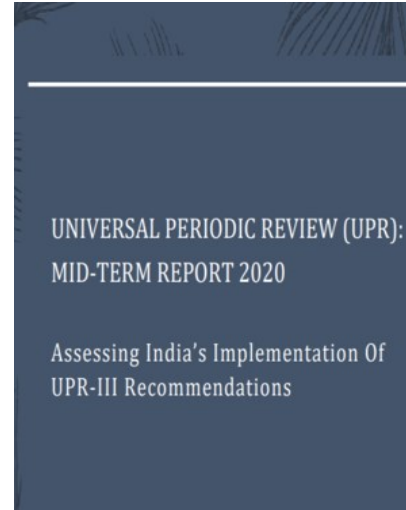 UNIVERSAL PERIODIC REVIEW (UPR):
MID-TERM REPORT 2020
Assessing India's Implementation Of
UPR-III Recommendations